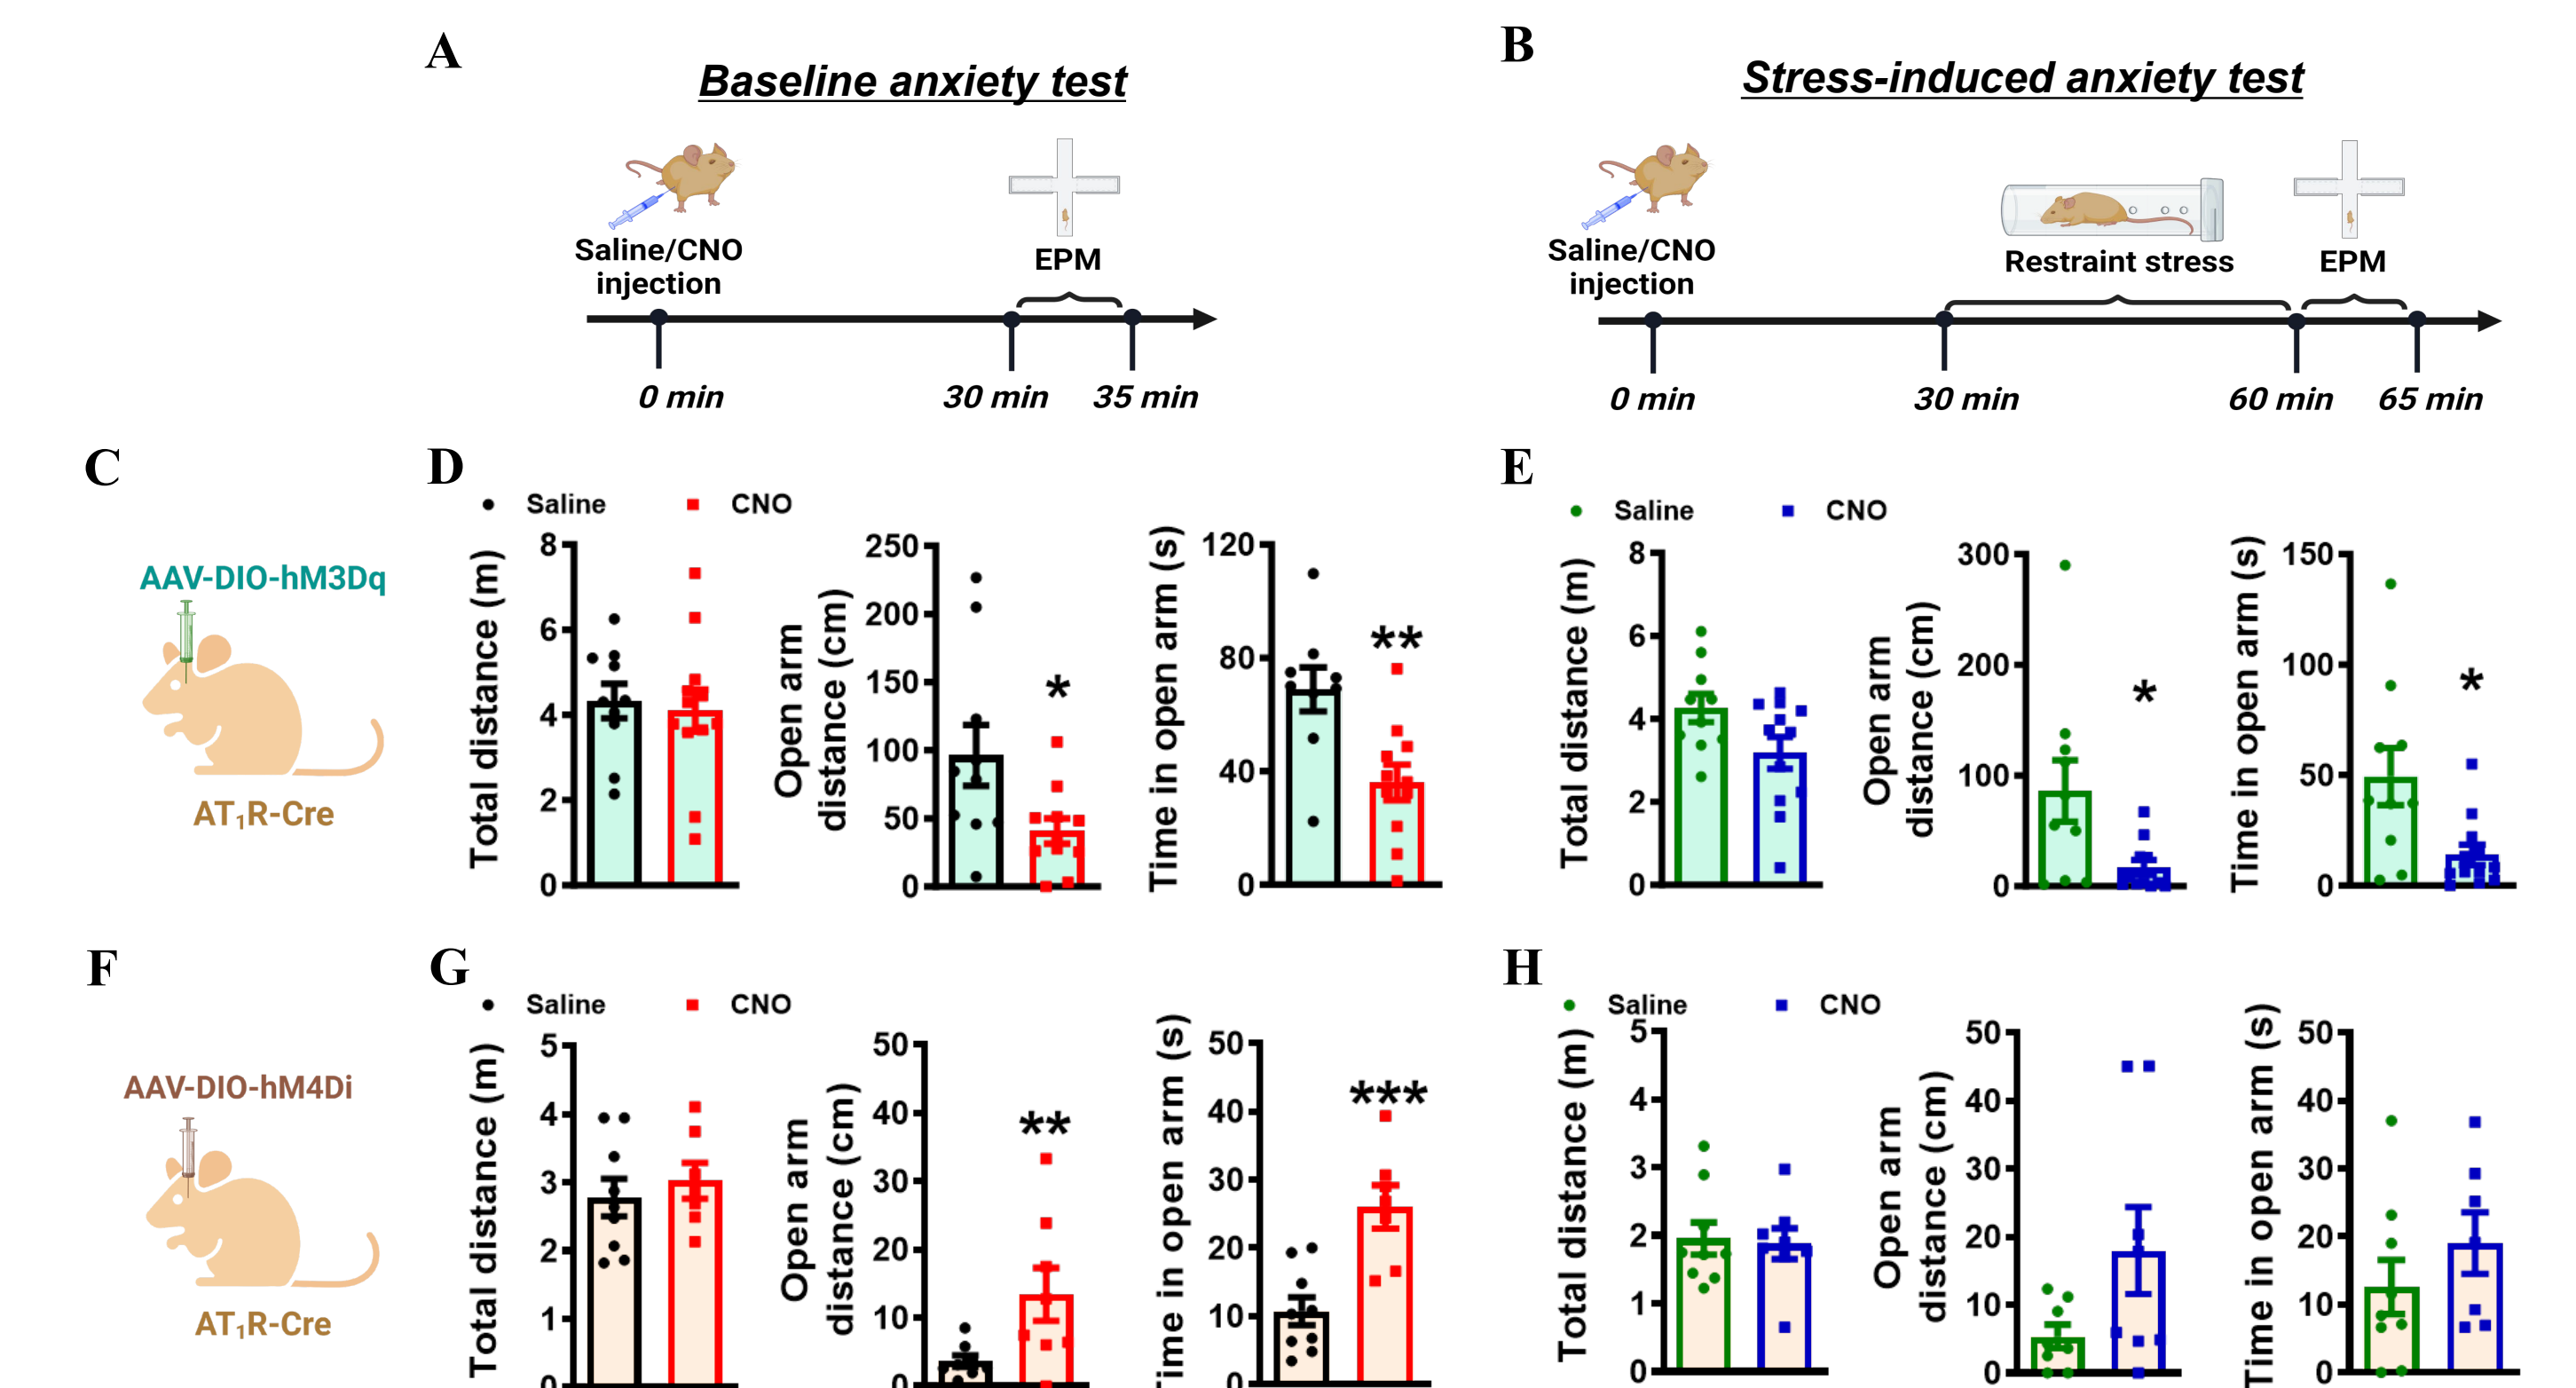 A
Baseline anxiety test
Saline/CNO
injection
EPM
0 min
30 min
35 min
B
Stress-induced anxiety test
Saline/CNO
injection
Restraint stress
EPM
0 min
30 min
60 min
65 min
C
AAV-DIO-hM3Dq
AT₁R-Cre
D
Saline
CNO
Total distance (m)
8
6
4
2
0
Open arm
distance (cm)
250
200
150
100
50
0
*
Time in open arm (s)
120
80
40
0
**
E
Saline
CNO
Total distance (m)
8
6
4
2
0
Open arm
distance (cm)
300
200
100
0
*
Time in open arm (s)
150
100
50
0
*
F
AAV-DIO-hM4Di
AT₁R-Cre
G
Saline
CNO
Total distance (m)
5
4
3
2
1
0
Open arm
distance (cm)
50
40
30
20
10
0
**
Time in open arm (s)
50
40
30
20
10
0
***
H
Saline
CNO
Total distance (m)
5
4
3
2
1
0
Open arm
distance (cm)
50
40
30
20
10
0
Time in open arm (s)
50
40
30
20
10
0